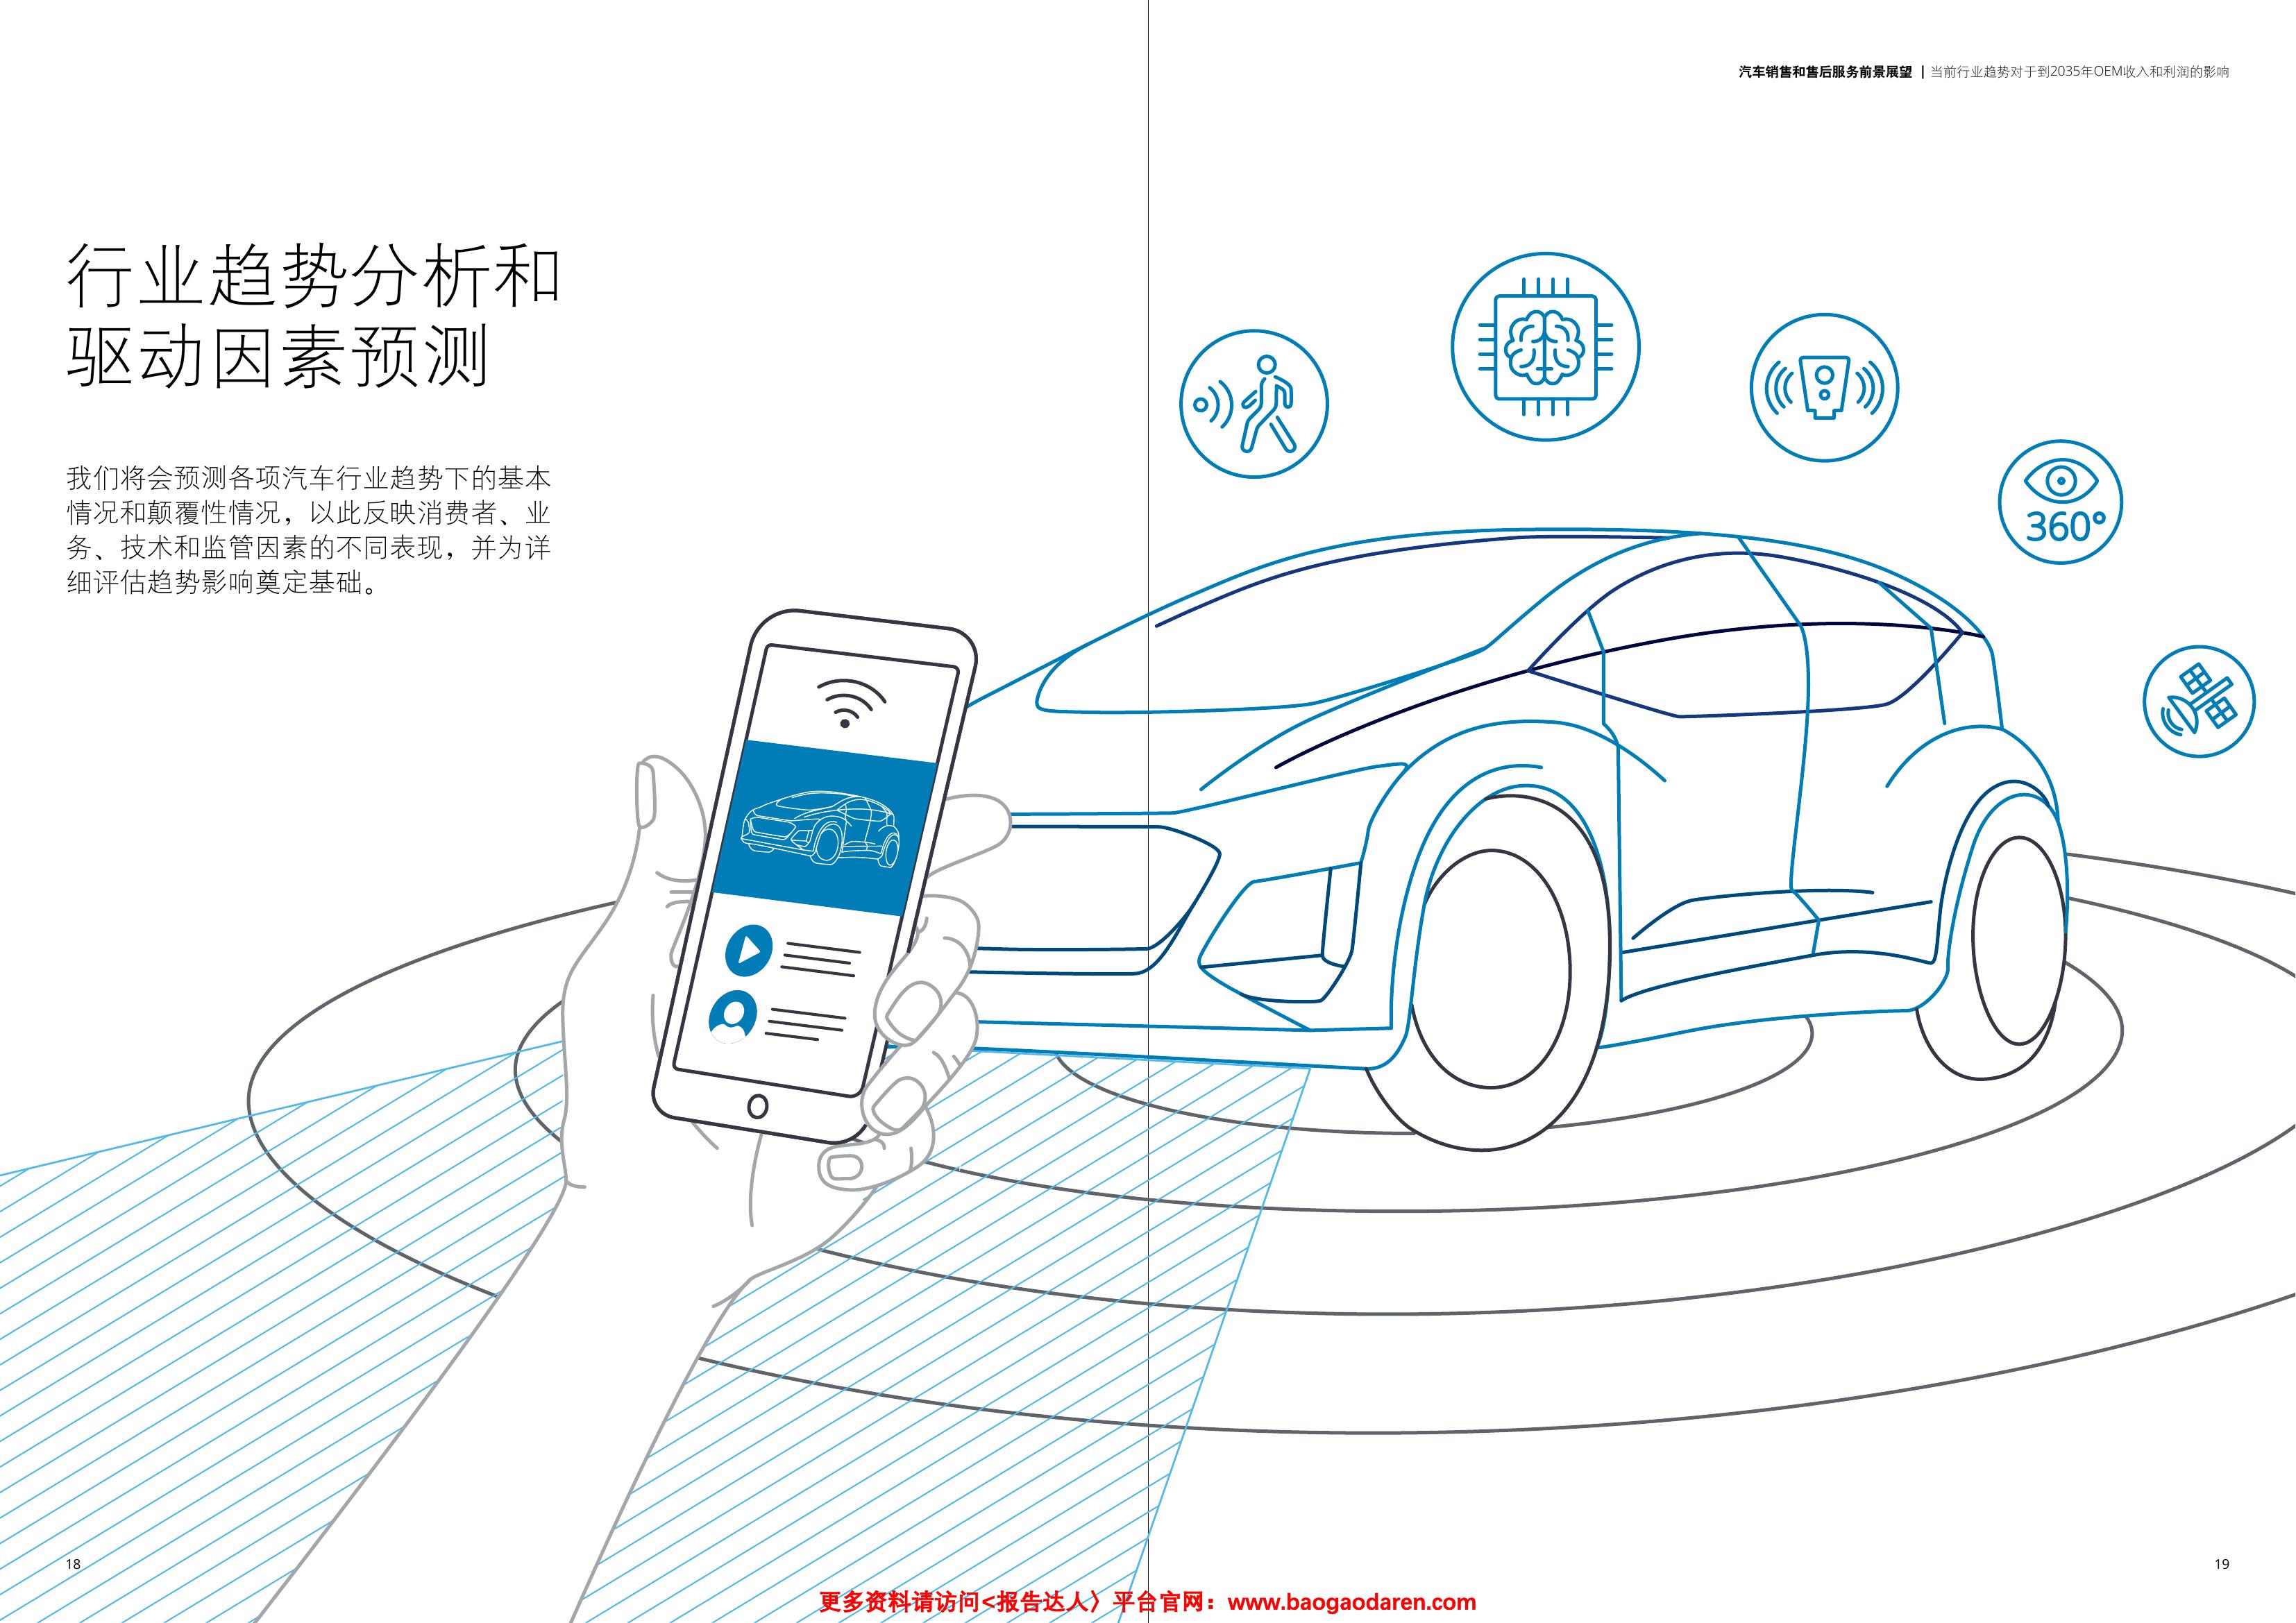 汽车销售和售后服务前景展望 | 当前行业趋势对于到2035年OEM收入和利润的影响
行业趋势分析和
驱动因素预测
我们将会预测各项汽车行业趋势下的基本
情况和颠覆性情况，以此反映消费者、业
务、技术和监管因素的不同表现，并为详
细评估趋势影响奠定基础。
360°
18
19
更多资料请访问<报告达人〉平台官网：www.baogaodaren.com